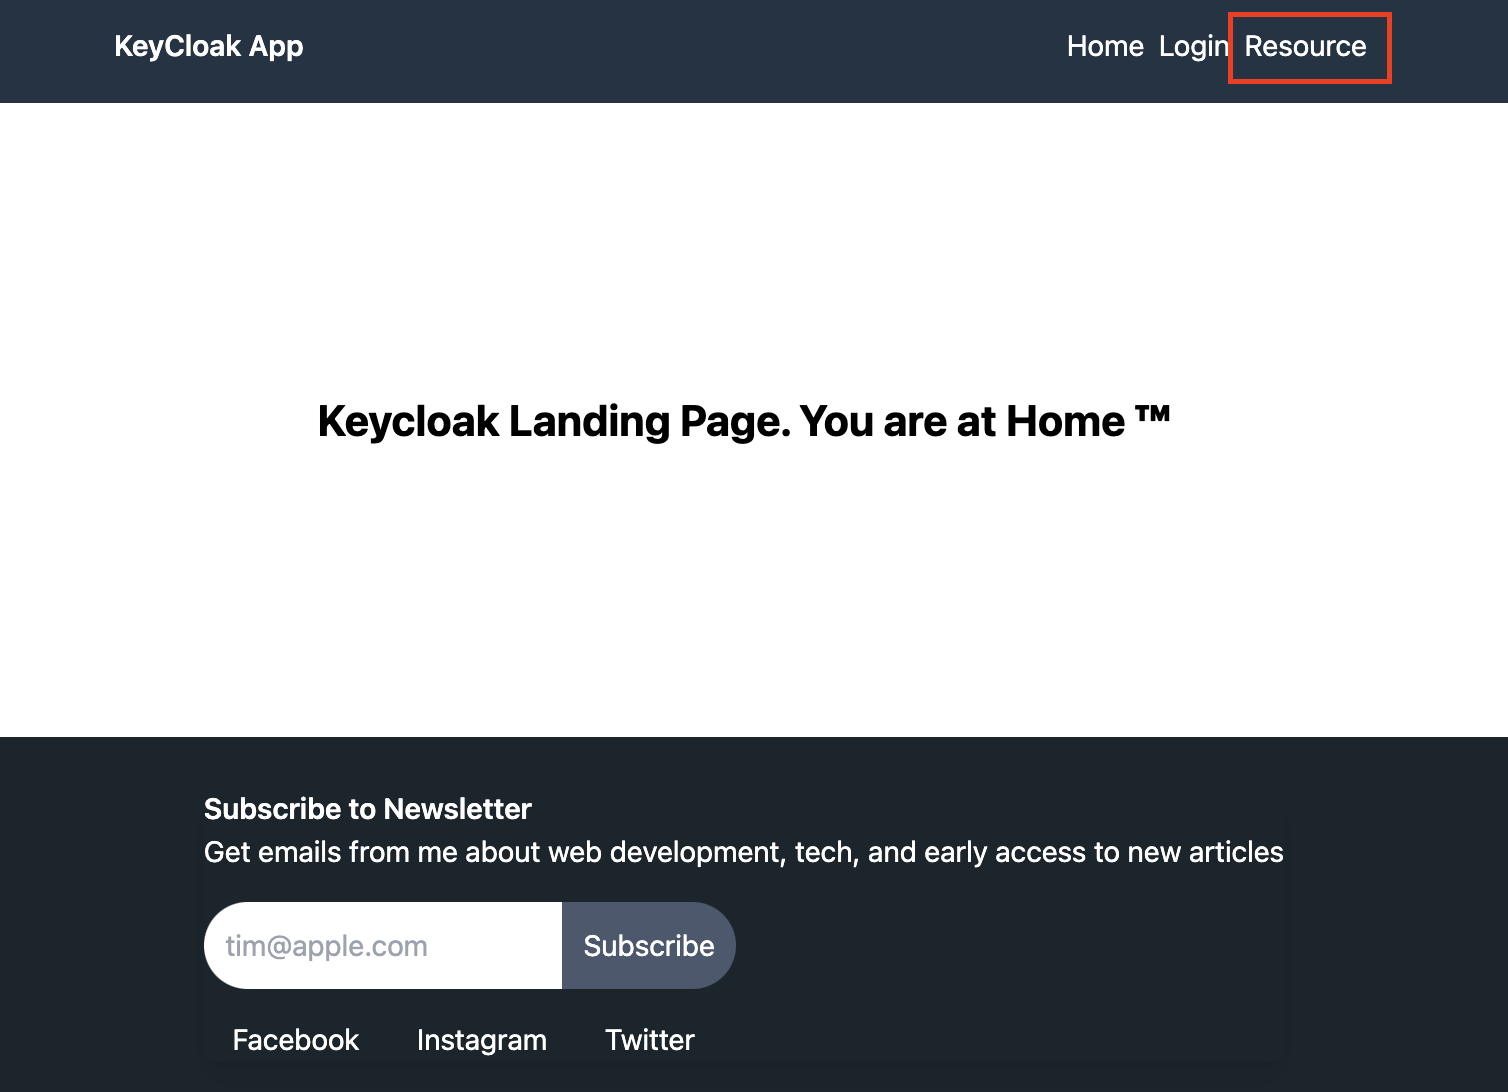 KeyCloak App
Home Login Resource
Keycloak Landing Page. You are at Home ™
Subscribe to Newsletter
Get emails from me about web development, tech, and early access to new articles
tim@apple.com Subscribe
Facebook Instagram Twitter